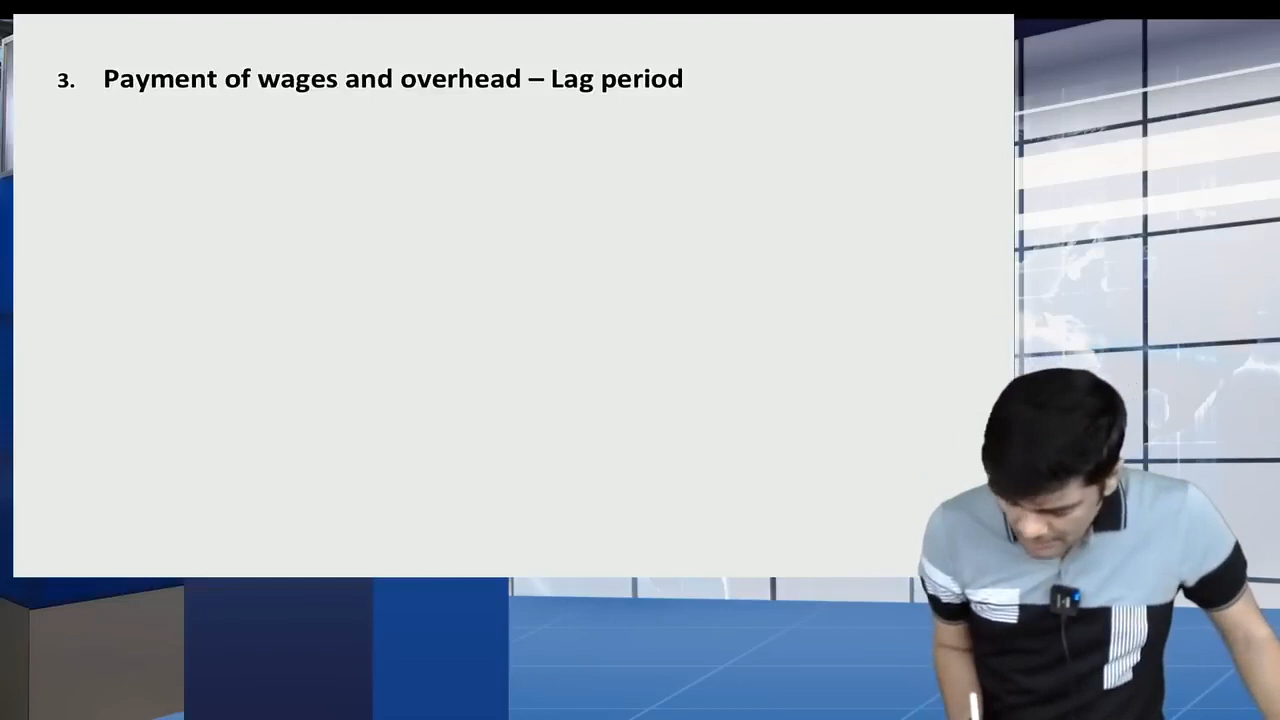 3. Payment of wages and overhead – Lag period